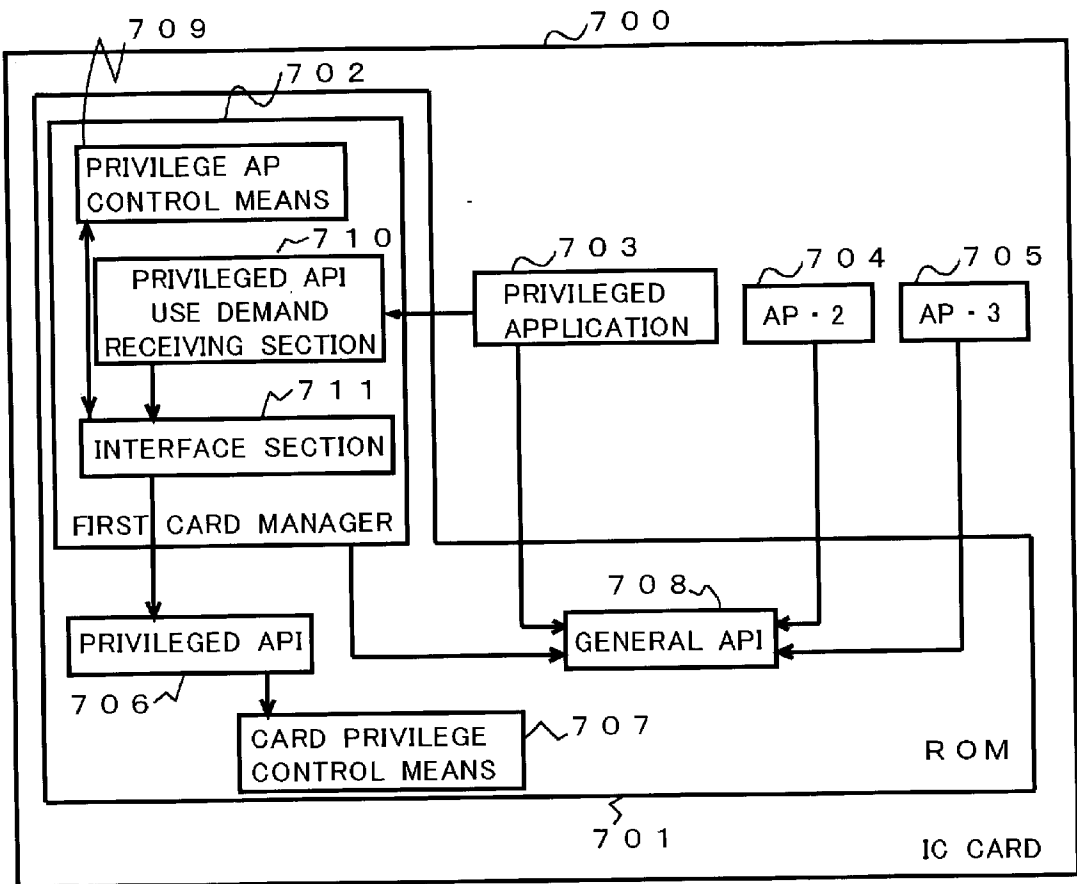 709
700
702
PRIVILEGE AP
CONTROL MEANS
710
703
704
705
PRIVILEGED API
USE DEMAND
RECEIVING SECTION
PRIVILEGED
APPLICATION
AP・2
AP・3
711
INTERFACE SECTION
FIRST CARD MANAGER
708
PRIVILEGED API
GENERAL API
706
707
CARD PRIVILEGE
CONTROL MEANS
ROM
701
IC CARD